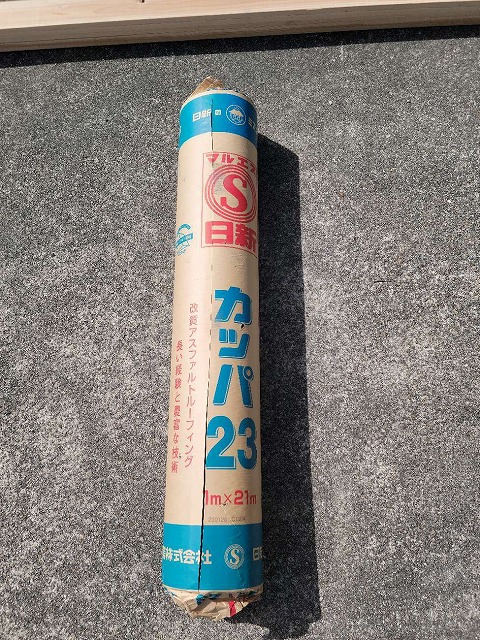 日新の
マルエス
S
日新
カッパ
23
改質アスファルトルーフィング
長い経験と豊富な技術
1m×21m
株式会社
S
日